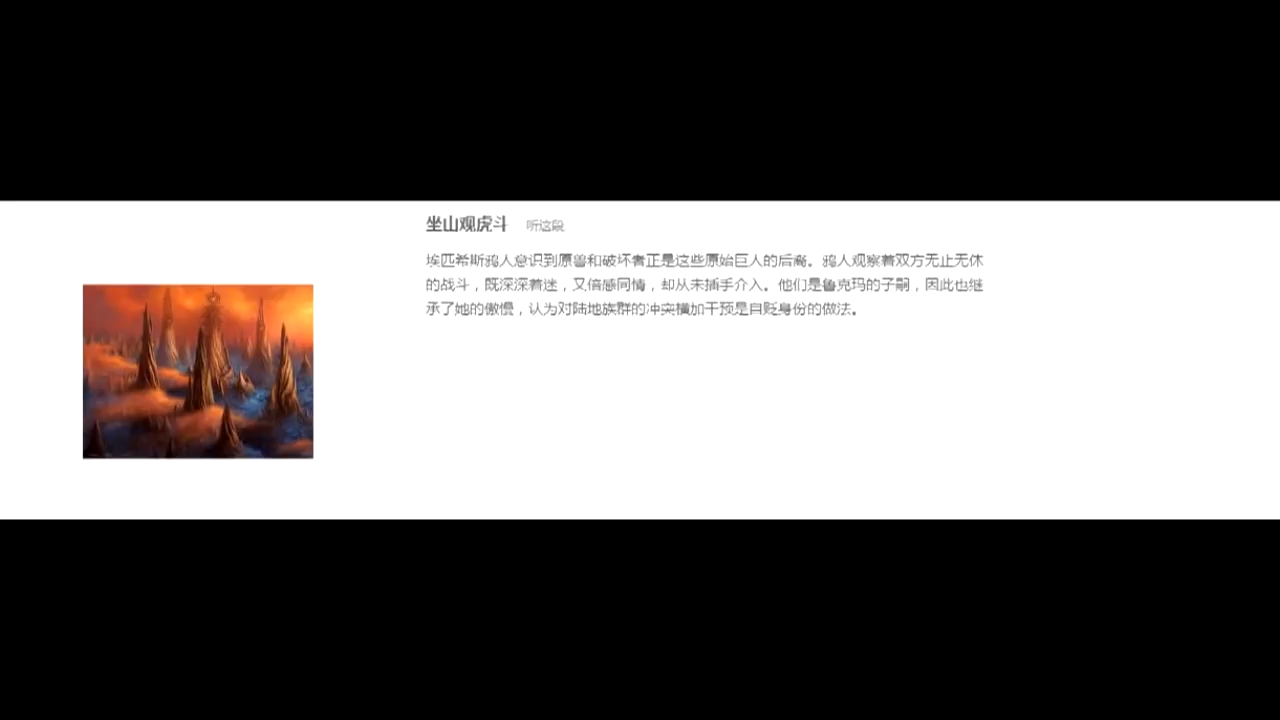 坐山观虎斗 听这段
埃匹希斯鸦人意识到原兽和破坏者正是这些原始巨人的后裔。鸦人观察着双方无止无休
的战斗，既深深着迷，又倍感同情，却从未插手介入。他们是鲁克玛的子嗣，因此也继
承了她的傲慢，认为对陆地族群的冲突横加干预是自贬身份的做法。